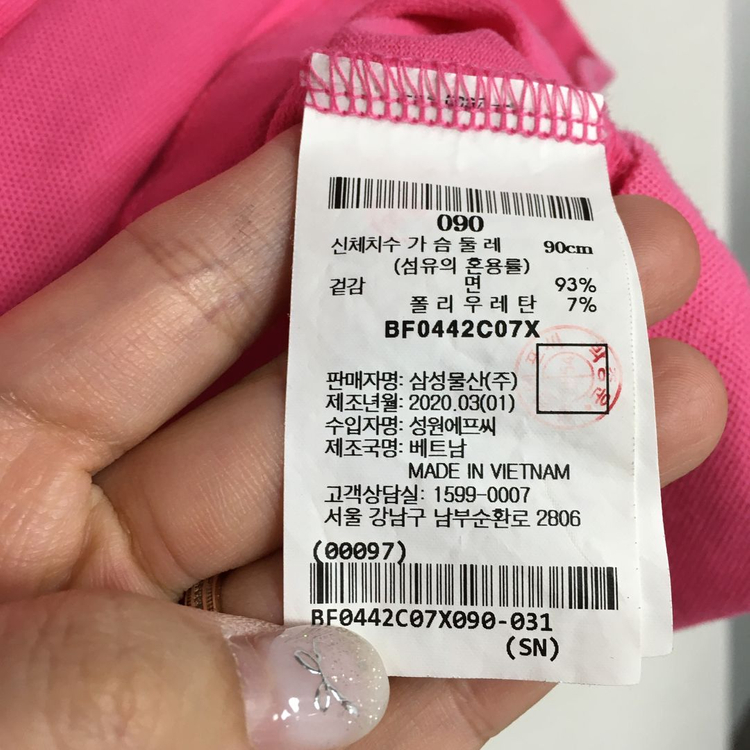 090
신체치수 가 슴 둘 레 90cm
(섬유의 혼용률)
겉감 면 93%
폴 리 우 레 탄 7%
BF0442C07X
판매자명: 삼성물산(주)
제조년월: 2020.03(01)
수입자명: 성원에프씨
제조국명: 베트남
MADE IN VIETNAM
고객상담실: 1599-0007
서울 강남구 남부순환로 2806
(00097)
BF0442C07X090-031
(SN)